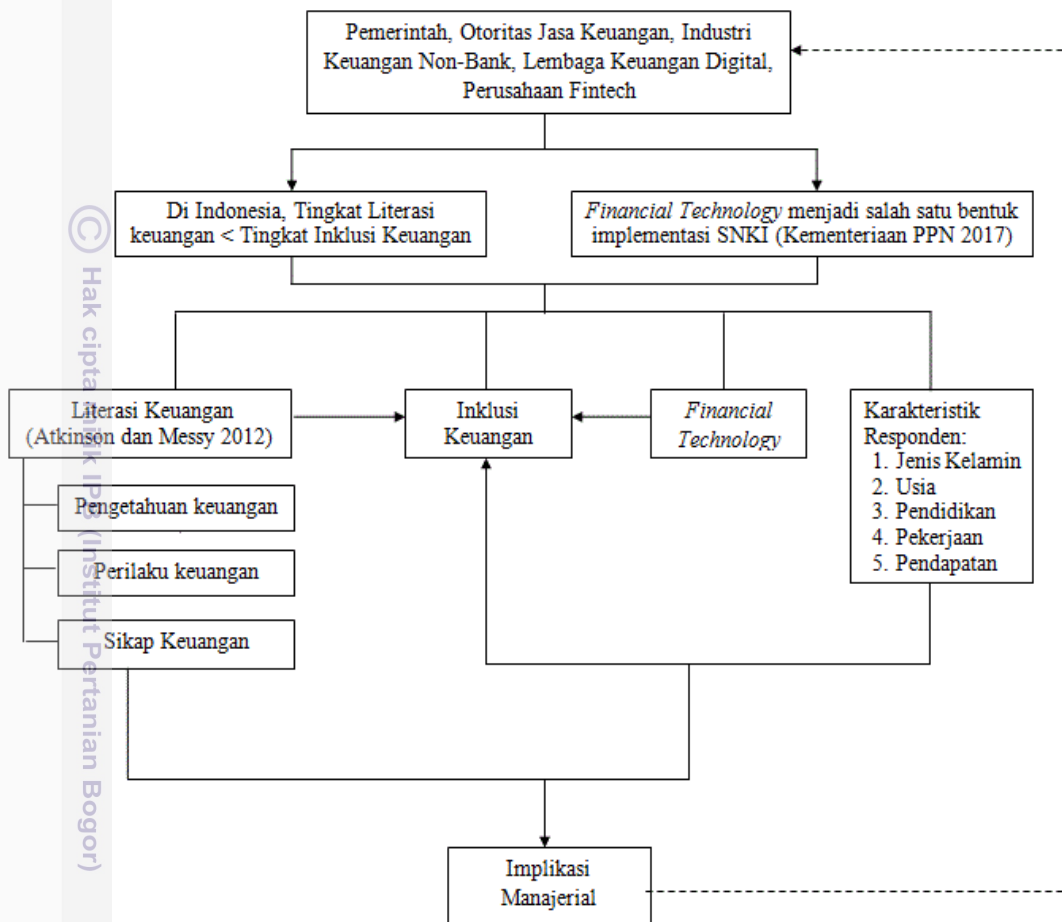 Pemerintah, Otoritas Jasa Keuangan, Industri
Keuangan Non-Bank, Lembaga Keuangan Digital,
Perusahaan Fintech
Di Indonesia, Tingkat Literasi
keuangan < Tingkat Inklusi Keuangan
Financial Technology menjadi salah satu bentuk
implementasi SNKI (Kementeriaan PPN 2017)
Literasi Keuangan
(Atkinson dan Messy 2012)
Pengetahuan keuangan
Perilaku keuangan
Sikap Keuangan
Inklusi
Keuangan
Financial
Technology
Karakteristik
Responden:
1. Jenis Kelamin
2. Usia
3. Pendidikan
4. Pekerjaan
5. Pendapatan
Implikasi
Manajerial
© Hak cipta milik IPB (Institut Pertanian Bogor)